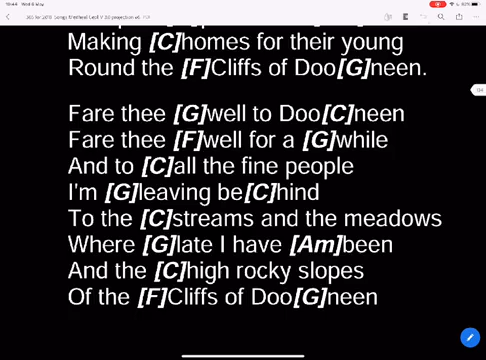 Making [C]homes for their young
Round the [F]Cliffs of Doo[G]neen.
Fare thee [G]well to Doo[C]neen
Fare thee [F]well for a [G]while
And to [C]all the fine people
I'm [G]leaving be[C]hind
To the [C]streams and the meadows
Where [G]late I have [Am]been
And the [C]high rocky slopes
Of the [F]Cliffs of Doo[G]neen